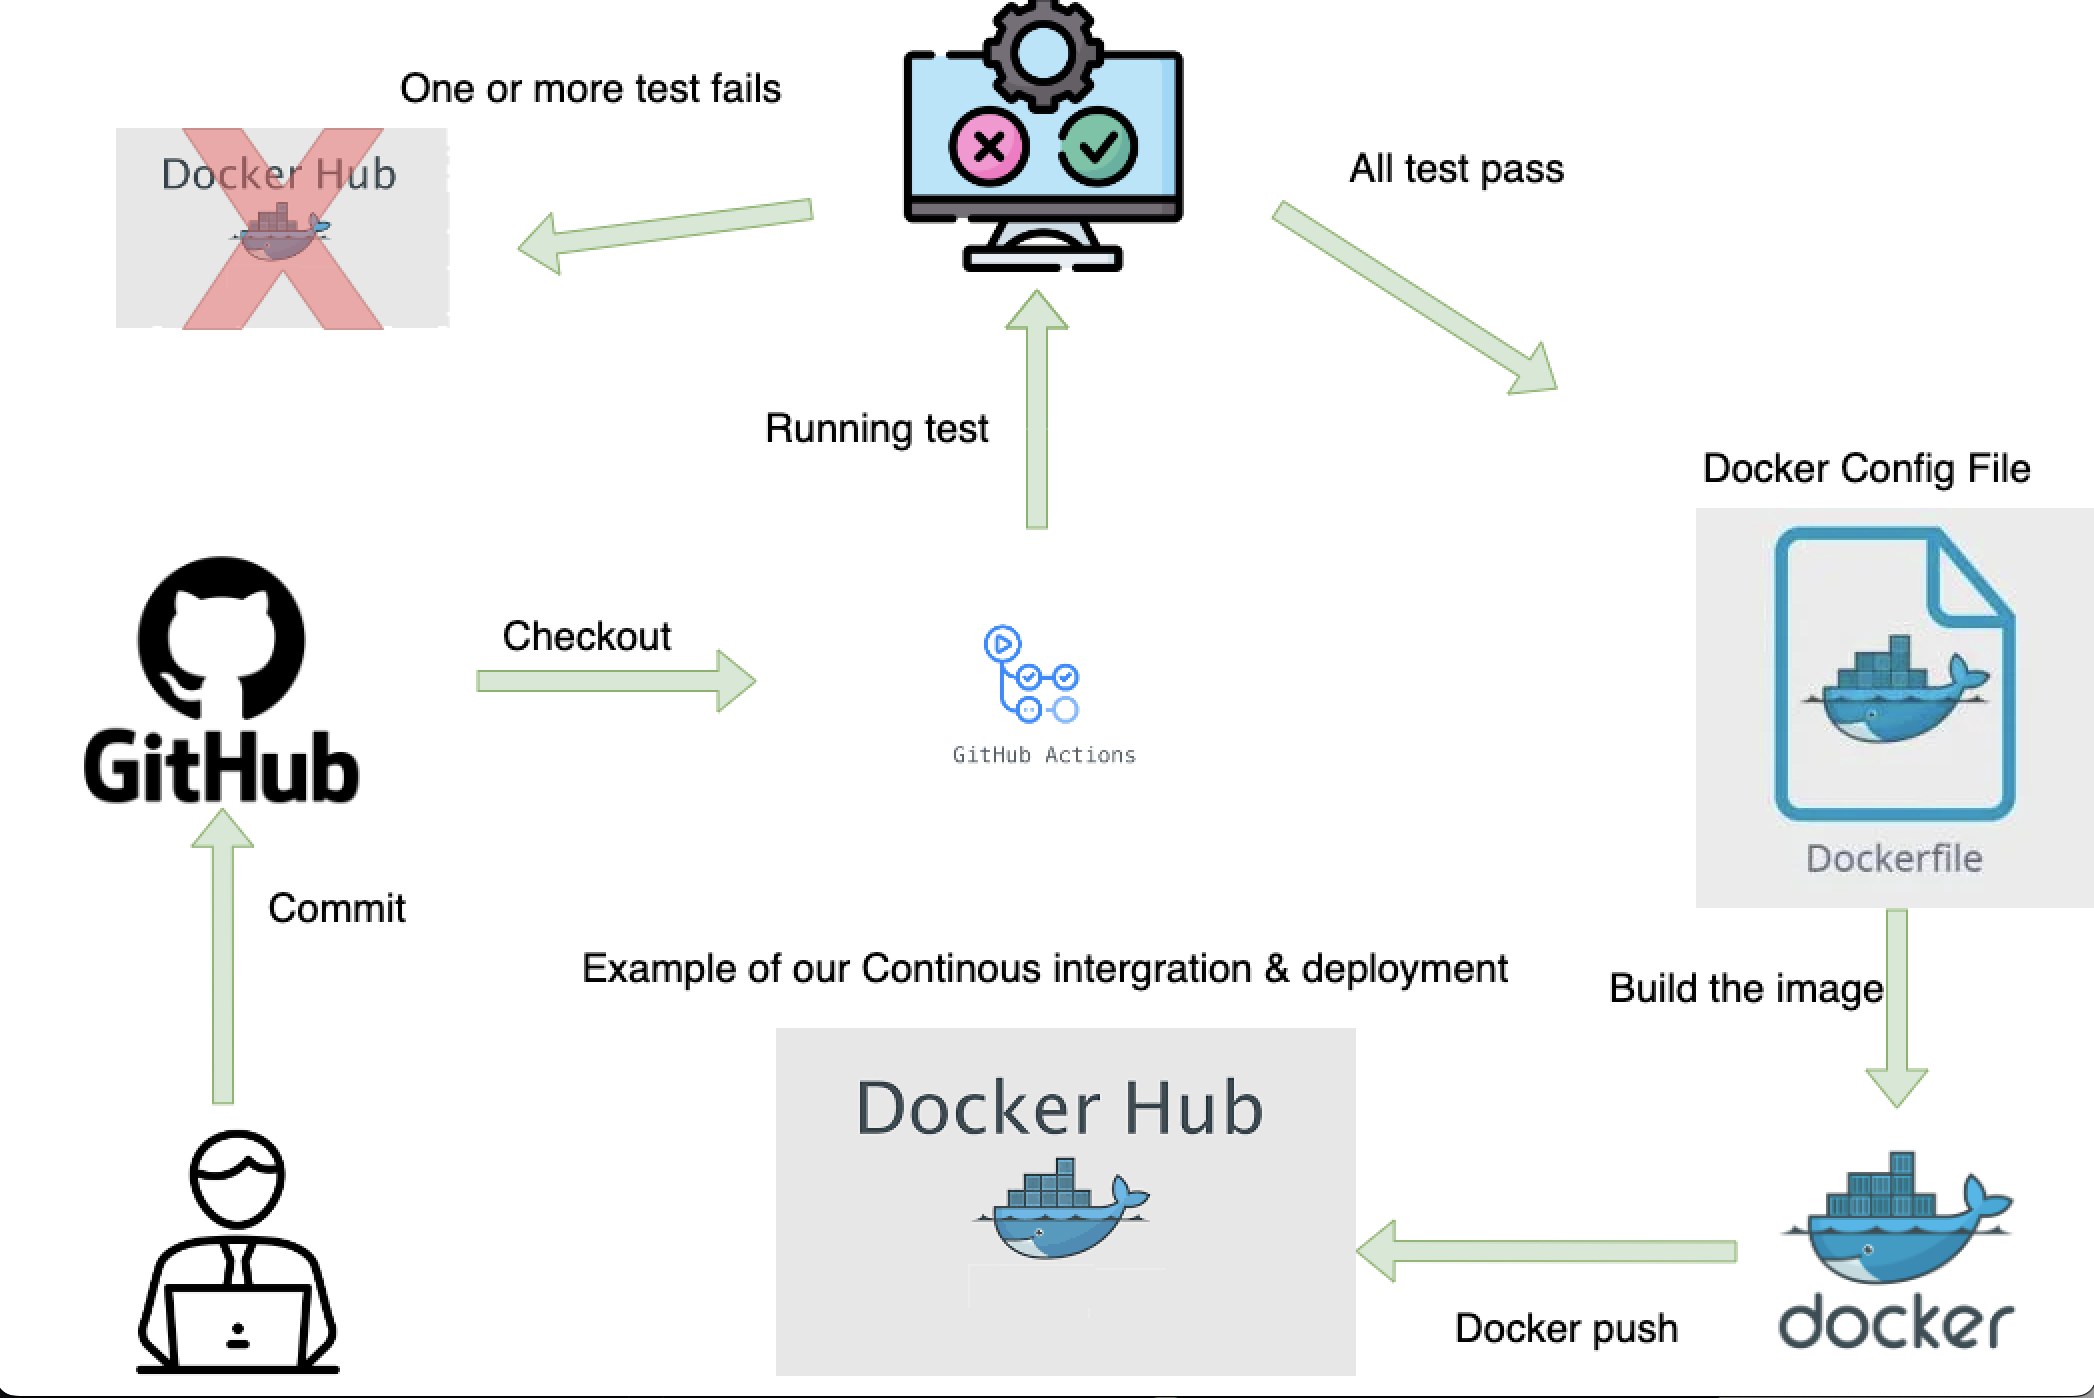 One or more test fails
All test pass
Docker Hub
Running test
Docker Config File
Checkout
GitHub
GitHub Actions
Dockerfile
Commit
Example of our Continous intergration & deployment
Build the image
Docker Hub
Docker push
docker